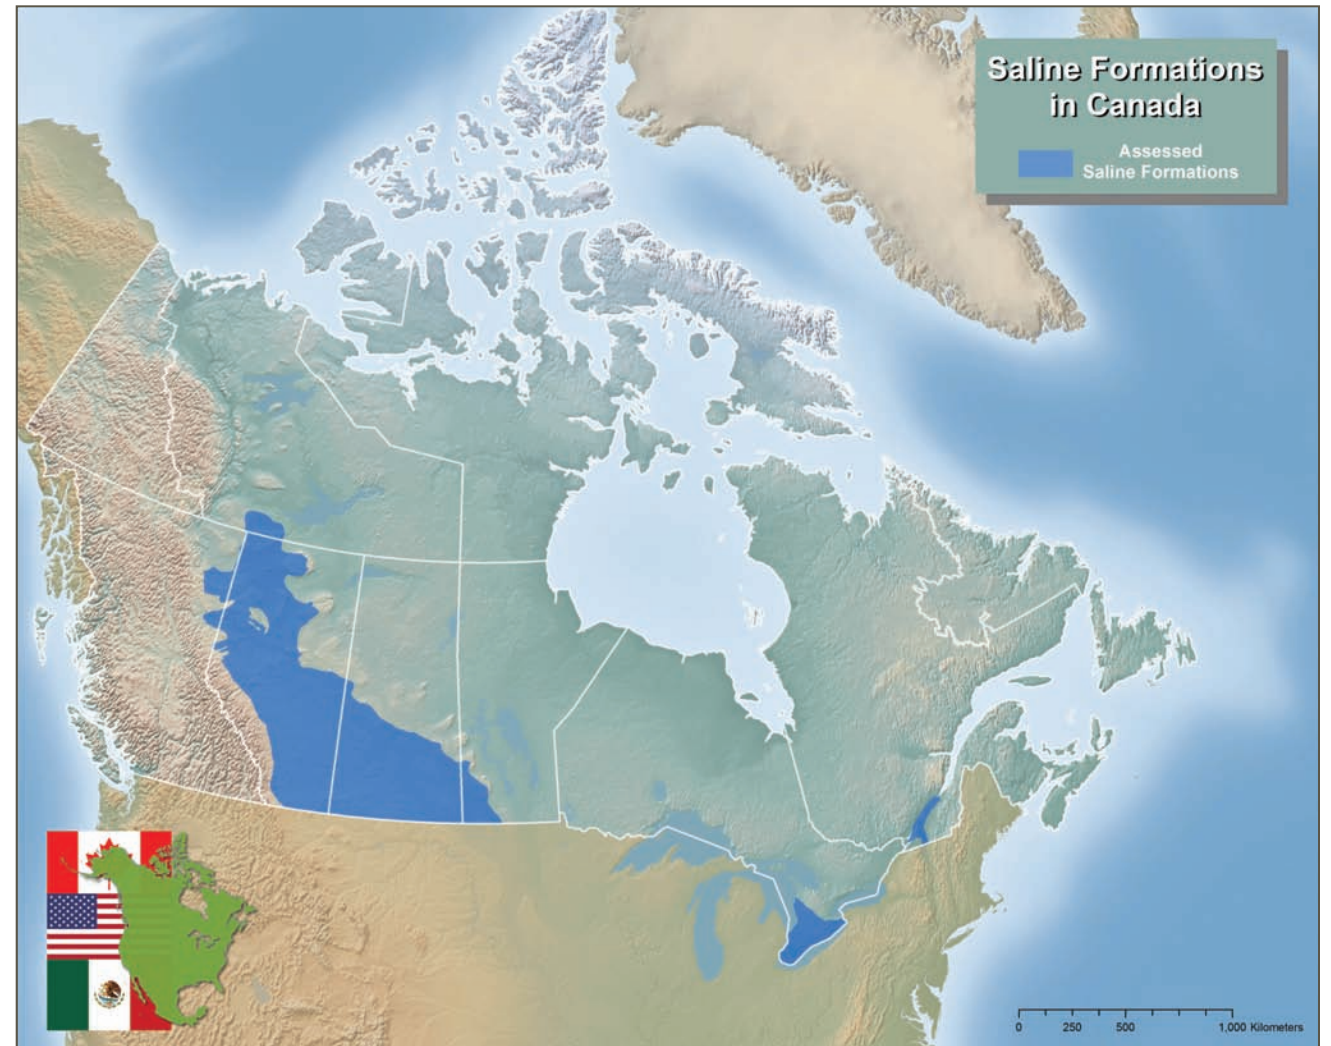 Saline Formations
in Canada
Assessed
Saline Formations
0 250 500 1,000 Kilometers